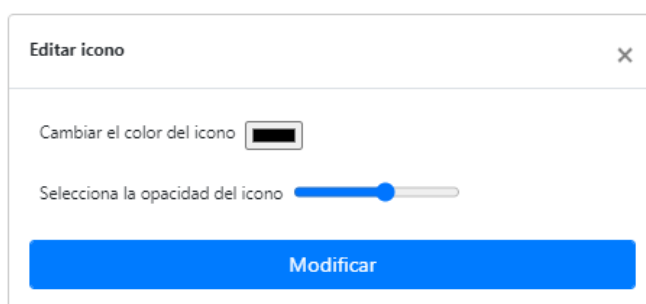 Editar icono ×
Cambiar el color del icono
Selecciona la opacidad del icono
Modificar